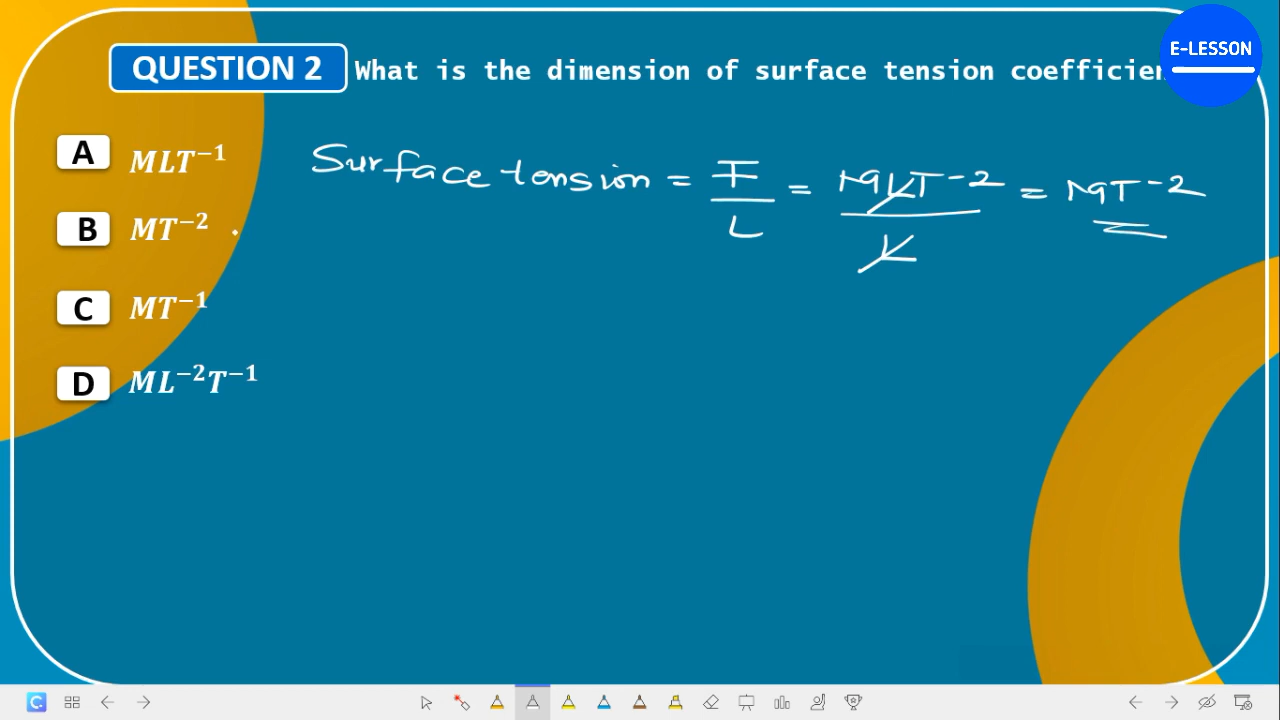 E-LESSON
QUESTION 2 What is the dimension of surface tension coefficien
A MLT⁻¹
Surface tension = F/L = MLT⁻²/L = MT⁻²
B MT⁻²
C MT⁻¹
D ML⁻²T⁻¹